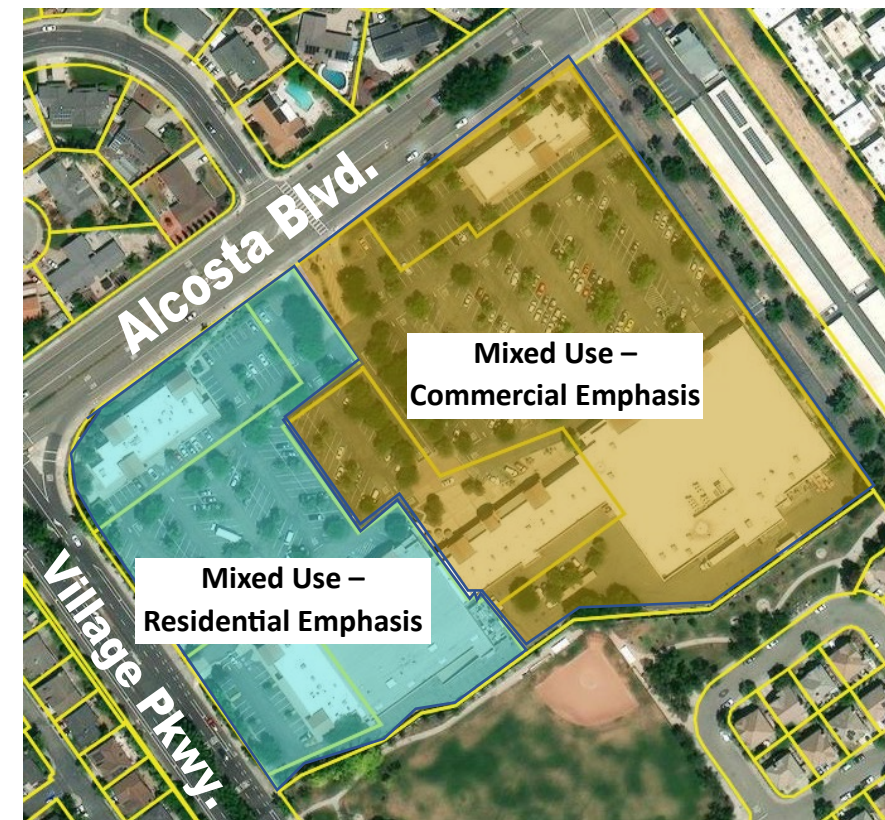 Alcosta Blvd.
Mixed Use –
Commercial Emphasis
Mixed Use –
Residential Emphasis
Village Pkwy.